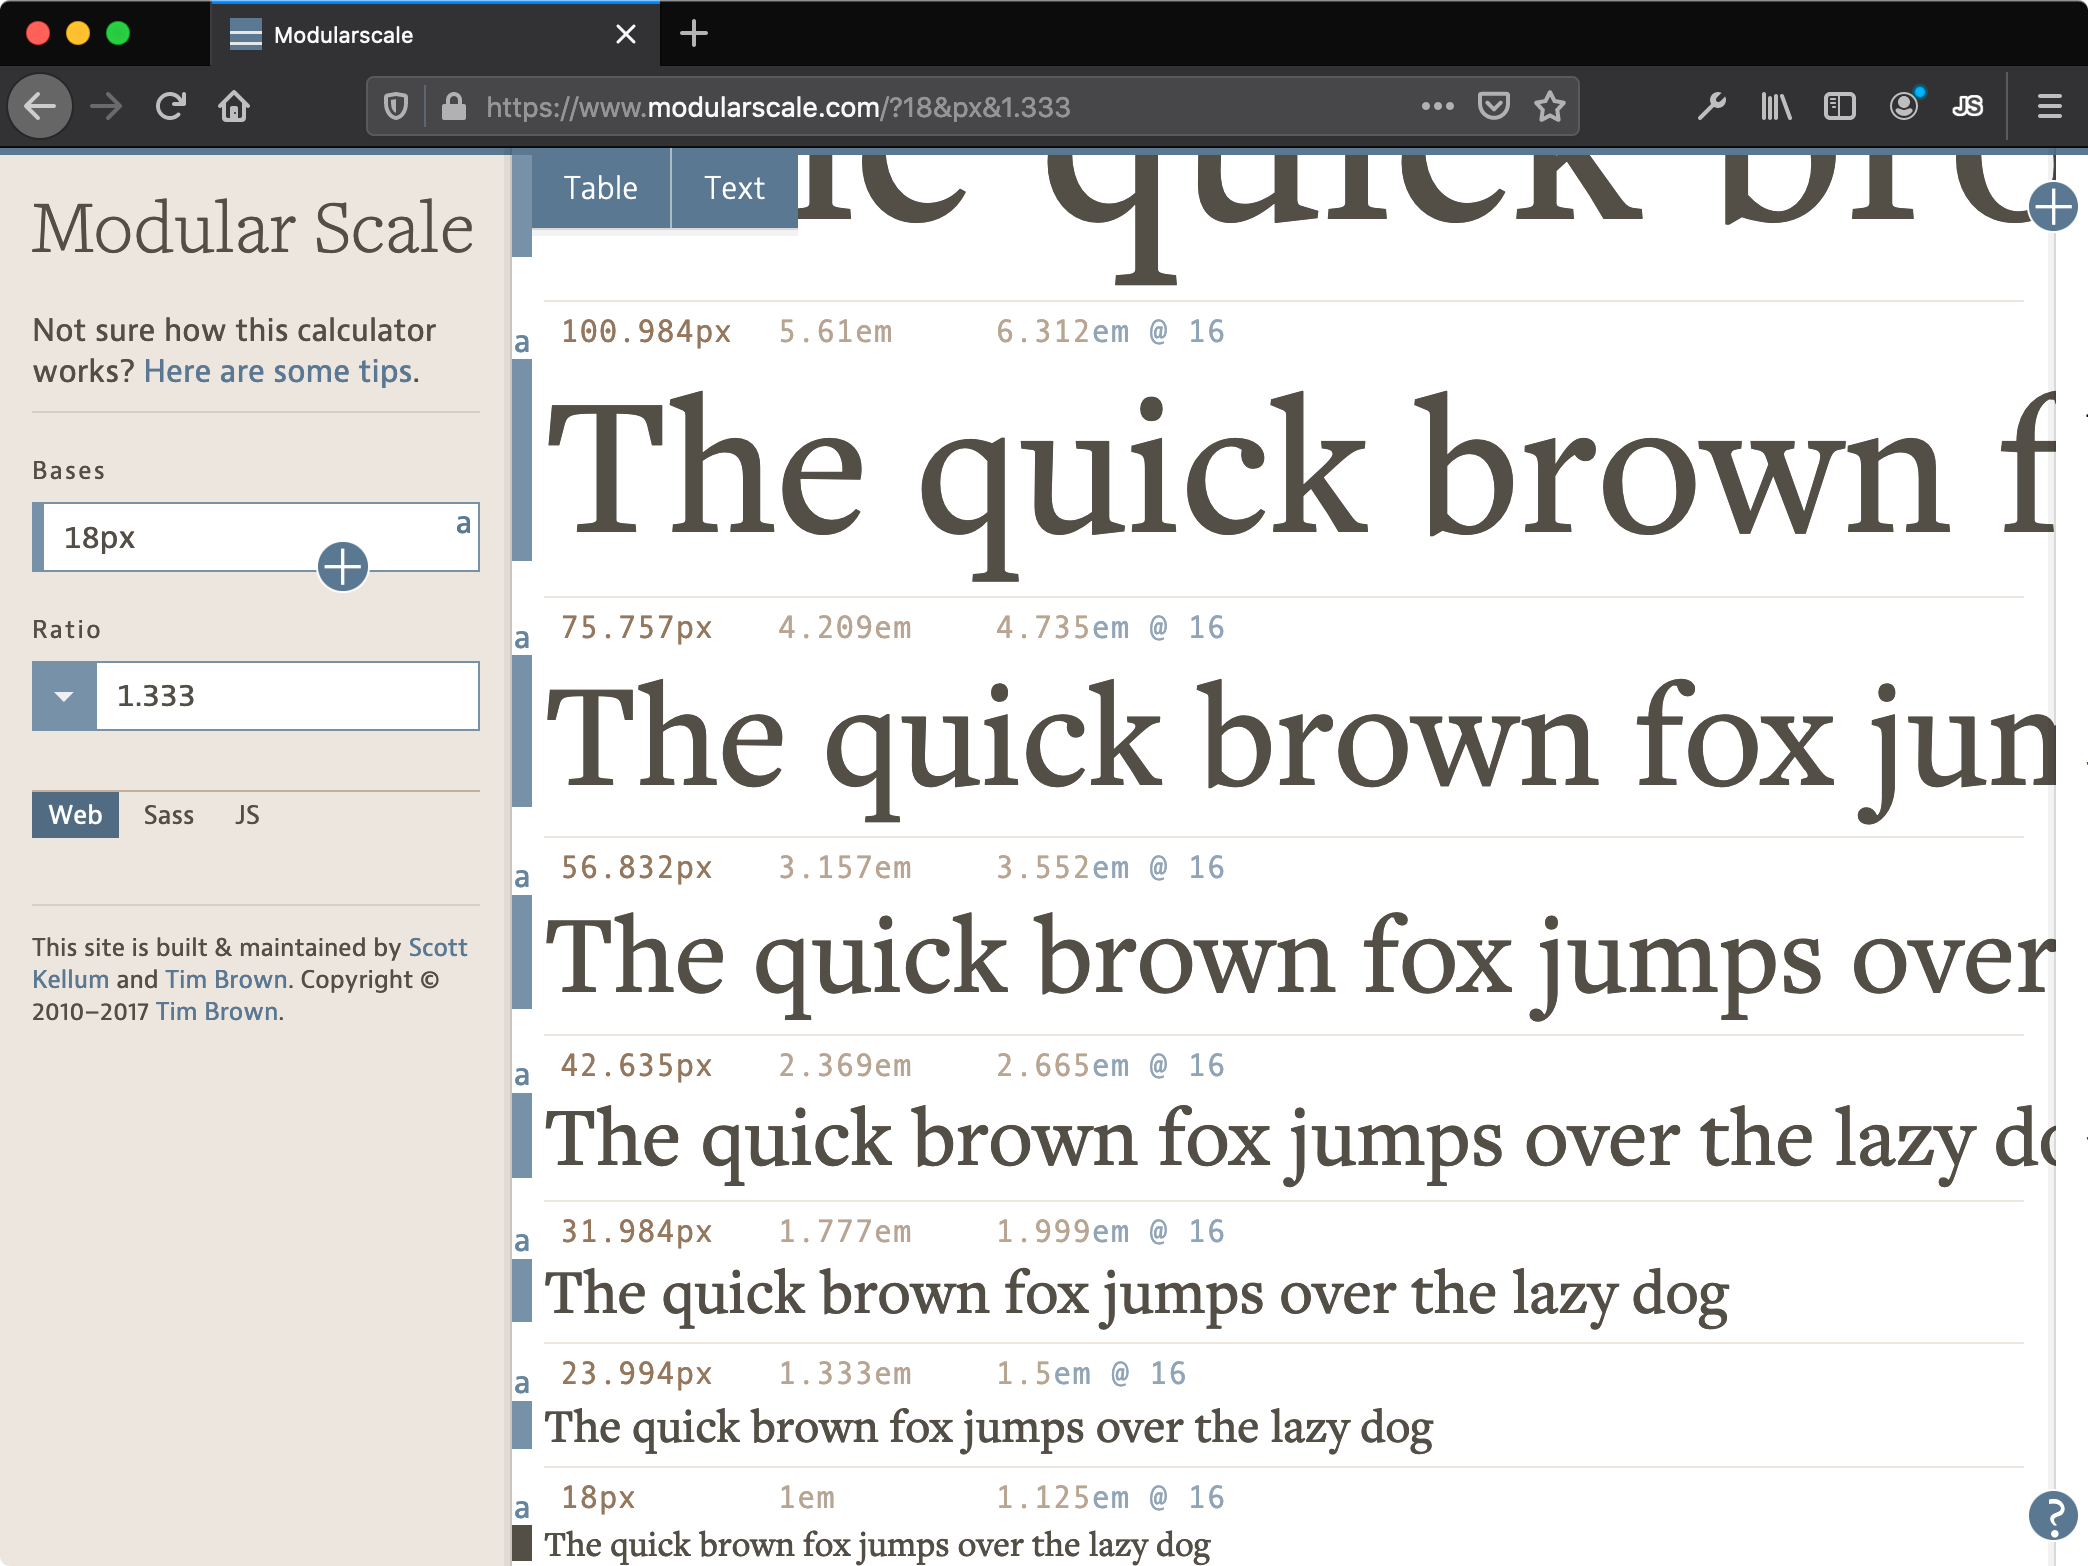 Modularscale
https://www.modularscale.com/?18&px&1.333
JS
Modular Scale
Not sure how this calculator
works? Here are some tips.
Bases
18px
a
Ratio
1.333
Web Sass JS
This site is built & maintained by Scott
Kellum and Tim Brown. Copyright ©
2010–2017 Tim Brown.
Table Text
quick
a 100.984px 5.61em 6.312em @ 16
The quick brown f
a 75.757px 4.209em 4.735em @ 16
The quick brown fox jun
a 56.832px 3.157em 3.552em @ 16
The quick brown fox jumps over
a 42.635px 2.369em 2.665em @ 16
The quick brown fox jumps over the lazy do
a 31.984px 1.777em 1.999em @ 16
The quick brown fox jumps over the lazy dog
a 23.994px 1.333em 1.5em @ 16
The quick brown fox jumps over the lazy dog
a 18px 1em 1.125em @ 16
The quick brown fox jumps over the lazy dog
?